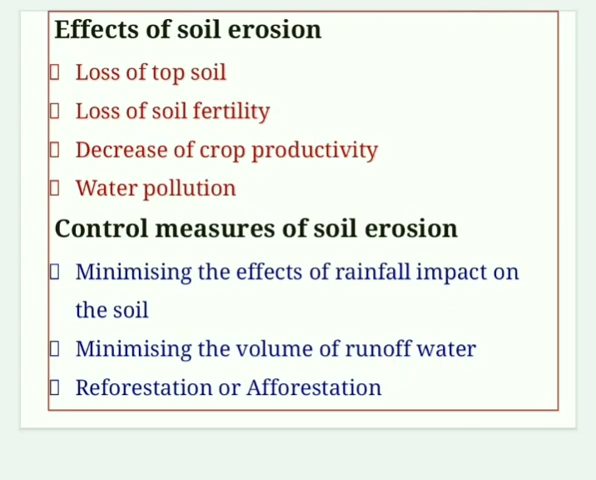 Effects of soil erosion
▯ Loss of top soil
▯ Loss of soil fertility
▯ Decrease of crop productivity
▯ Water pollution
Control measures of soil erosion
▯ Minimising the effects of rainfall impact on
the soil
▯ Minimising the volume of runoff water
▯ Reforestation or Afforestation